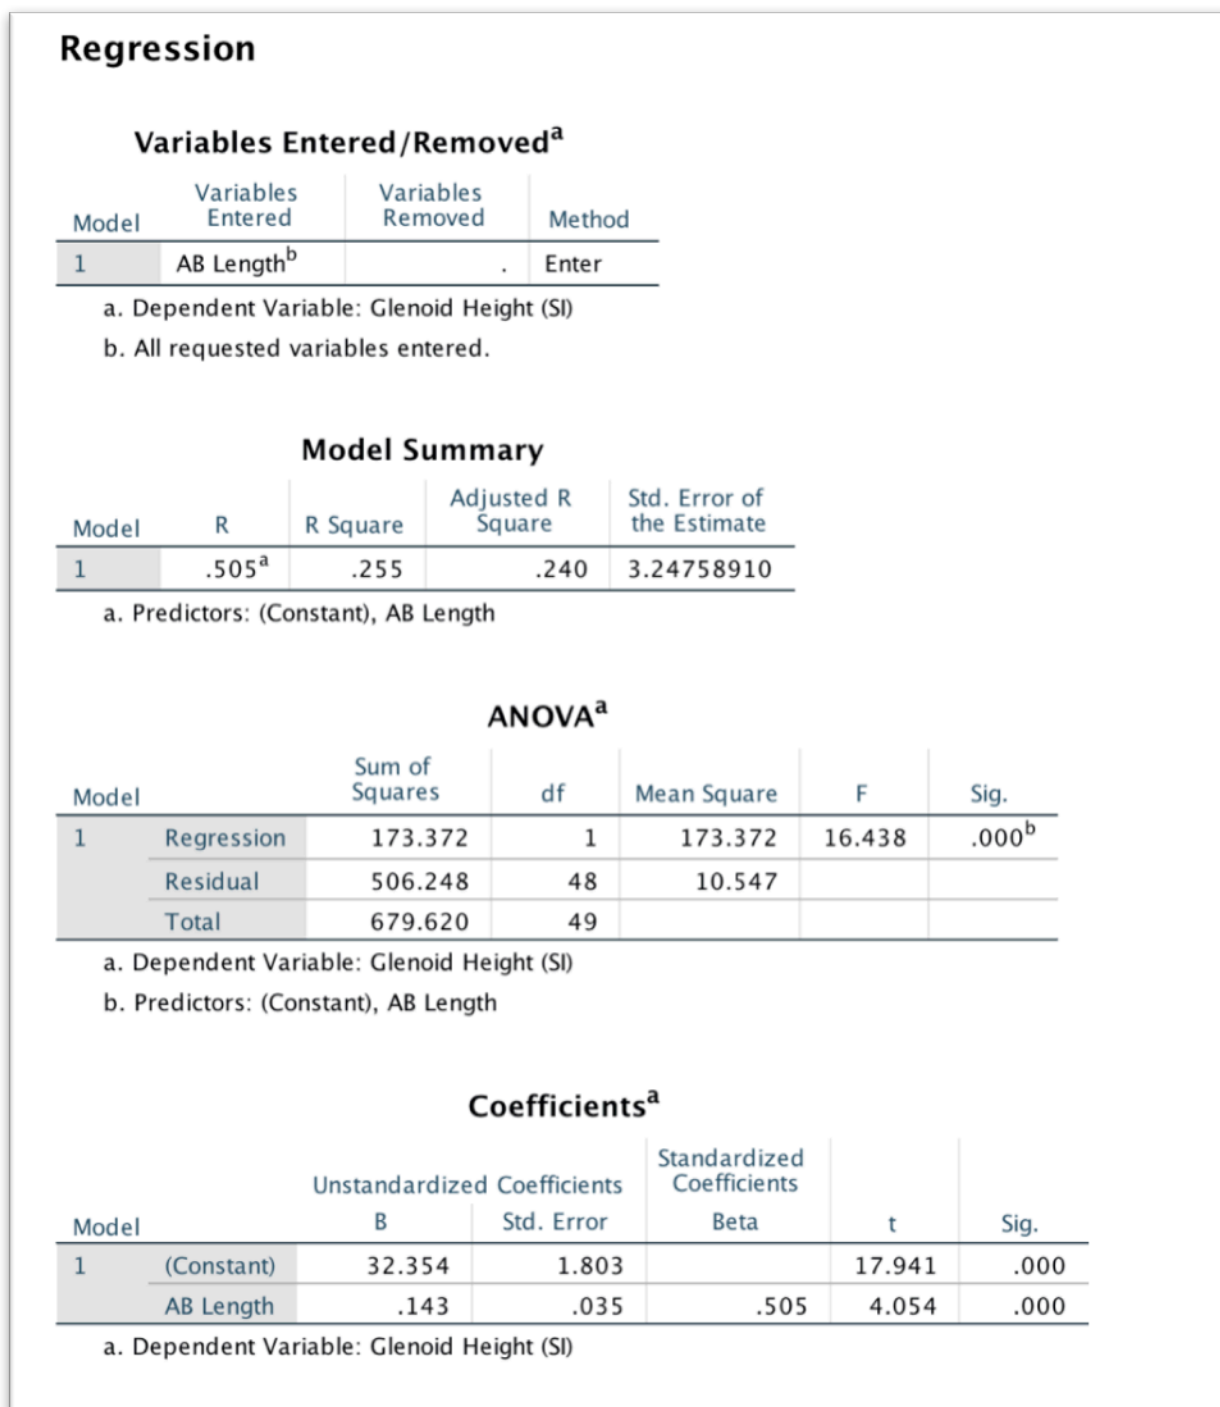 Regression
Variables Entered/Removedᵃ
Model Variables Entered Variables Removed Method
1 AB Lengthᵇ . Enter
a. Dependent Variable: Glenoid Height (SI)
b. All requested variables entered.
Model Summary
Model R R Square Adjusted R Square Std. Error of the Estimate
1 .505ᵃ .255 .240 3.24758910
a. Predictors: (Constant), AB Length
ANOVAᵃ
Model Sum of Squares df Mean Square F Sig.
1 Regression 173.372 1 173.372 16.438 .000ᵇ
Residual 506.248 48 10.547
Total 679.620 49
a. Dependent Variable: Glenoid Height (SI)
b. Predictors: (Constant), AB Length
Coefficientsᵃ
Unstandardized Coefficients Standardized Coefficients
Model B Std. Error Beta t Sig.
1 (Constant) 32.354 1.803 17.941 .000
AB Length .143 .035 .505 4.054 .000
a. Dependent Variable: Glenoid Height (SI)